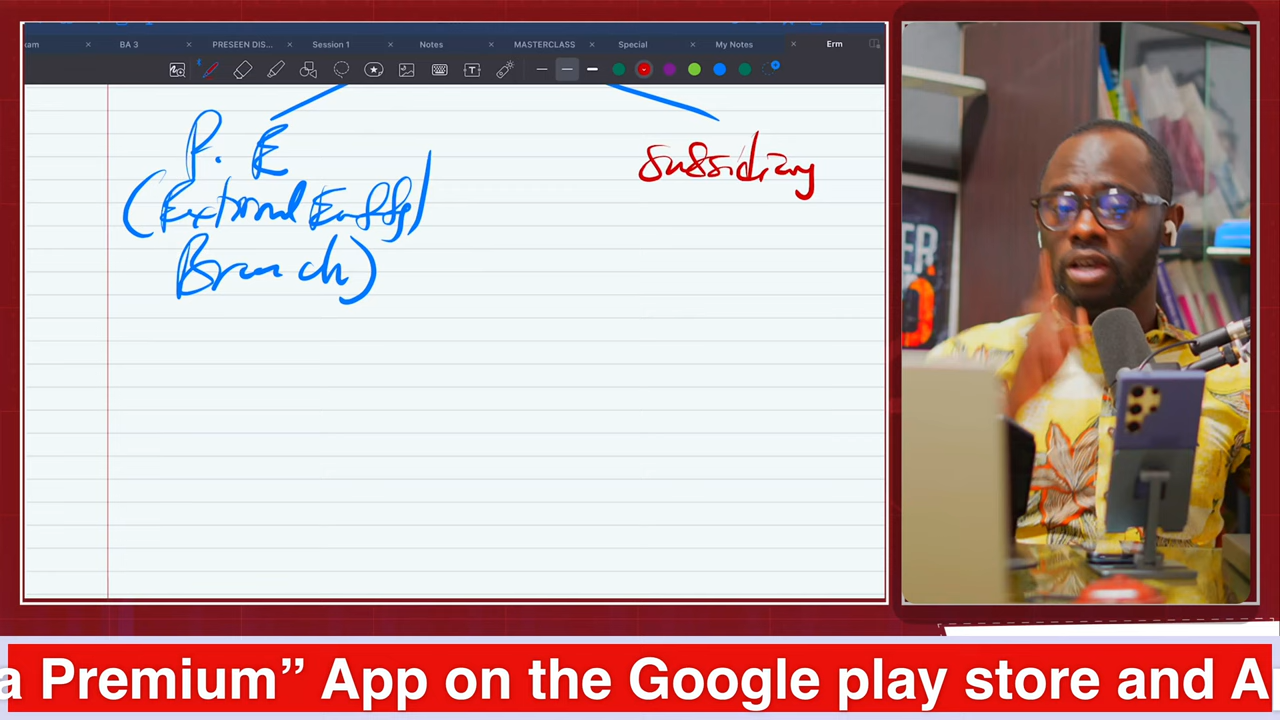 am
BA 3
PRESEEN DIS...
Session 1
Notes
MASTERCLASS
Special
My Notes
Erm
P. E
(External Entity/
Branch)
Subsidiary
a Premium” App on the Google play store and A